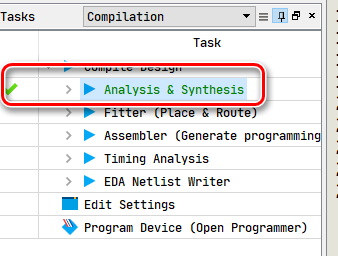 Tasks Compilation
Task
Compile Design
Analysis & Synthesis
Fitter (Place & Route)
Assembler (Generate programming
Timing Analysis
EDA Netlist Writer
Edit Settings
Program Device (Open Programmer)